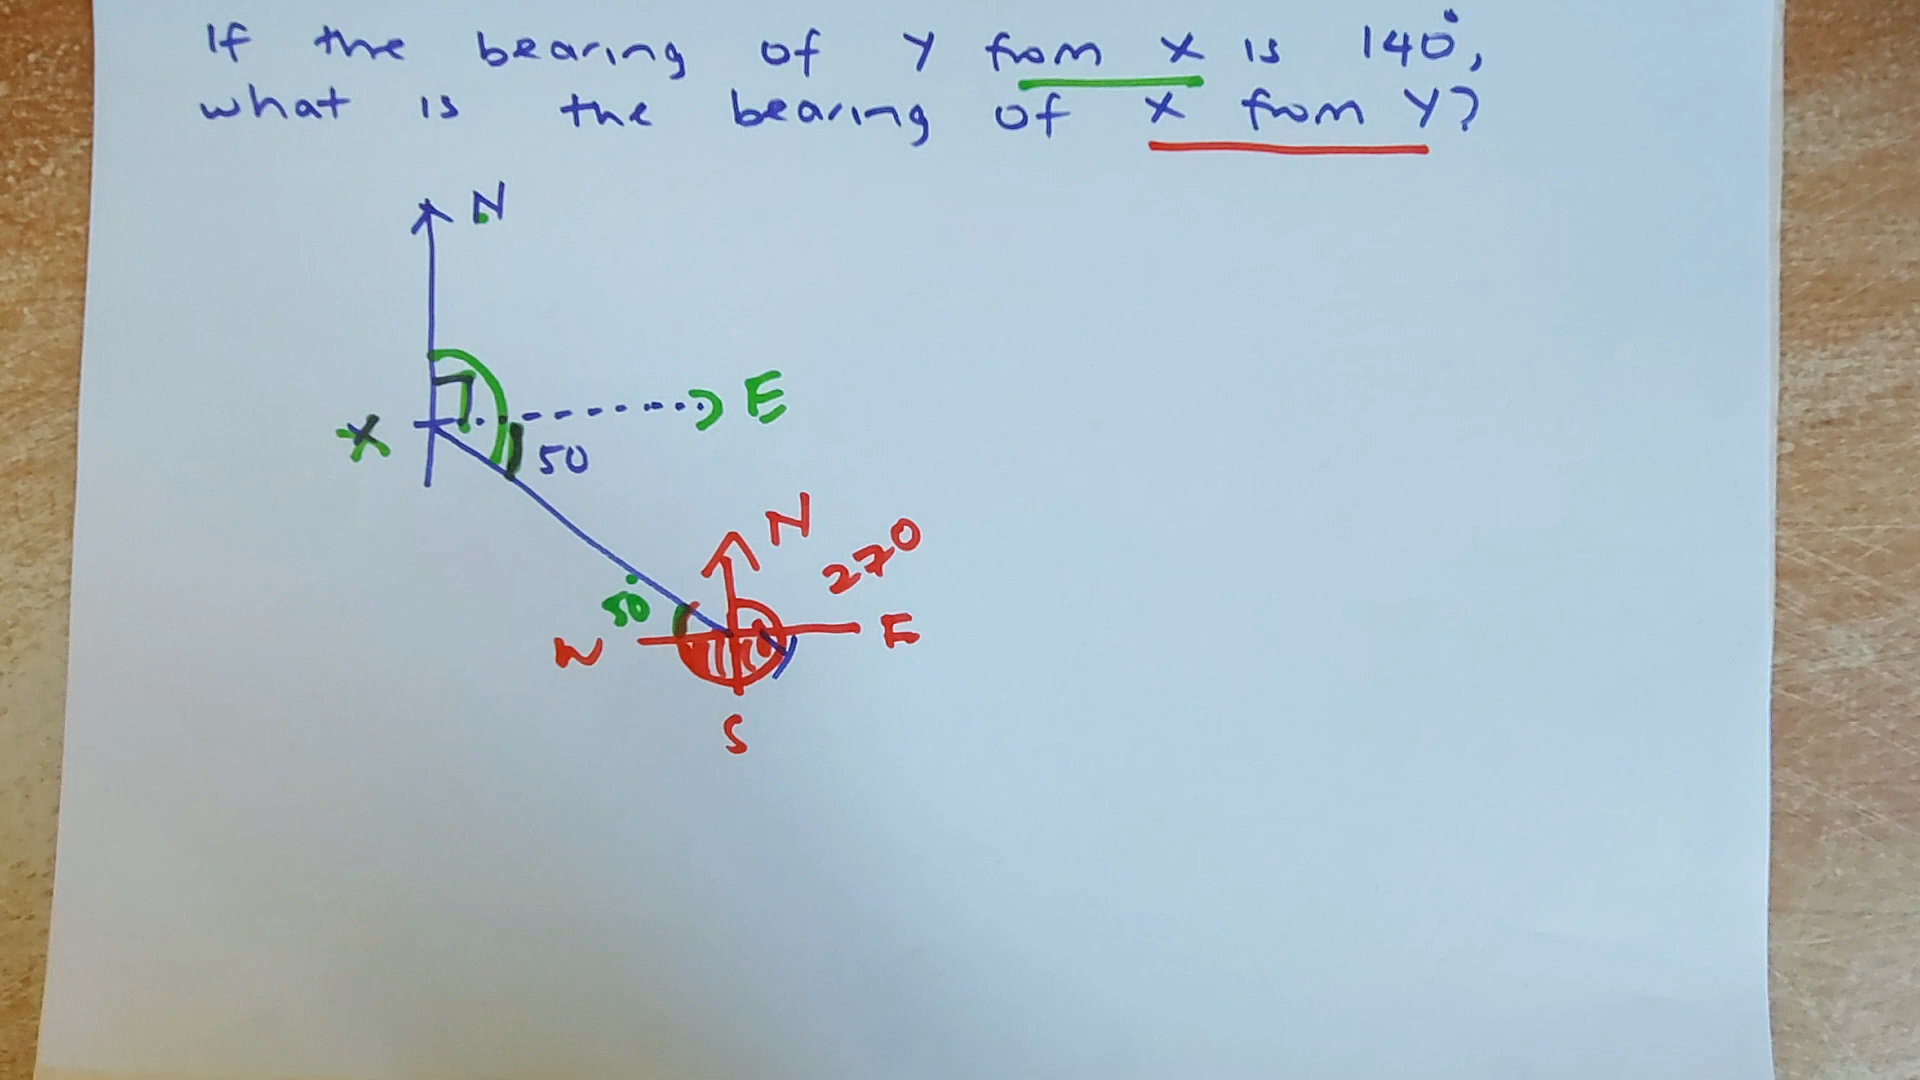 If the bearing of Y from X is 140°,
what is the bearing of X from Y?
N
E
X
50
N
270
50°
W
E
Y
S